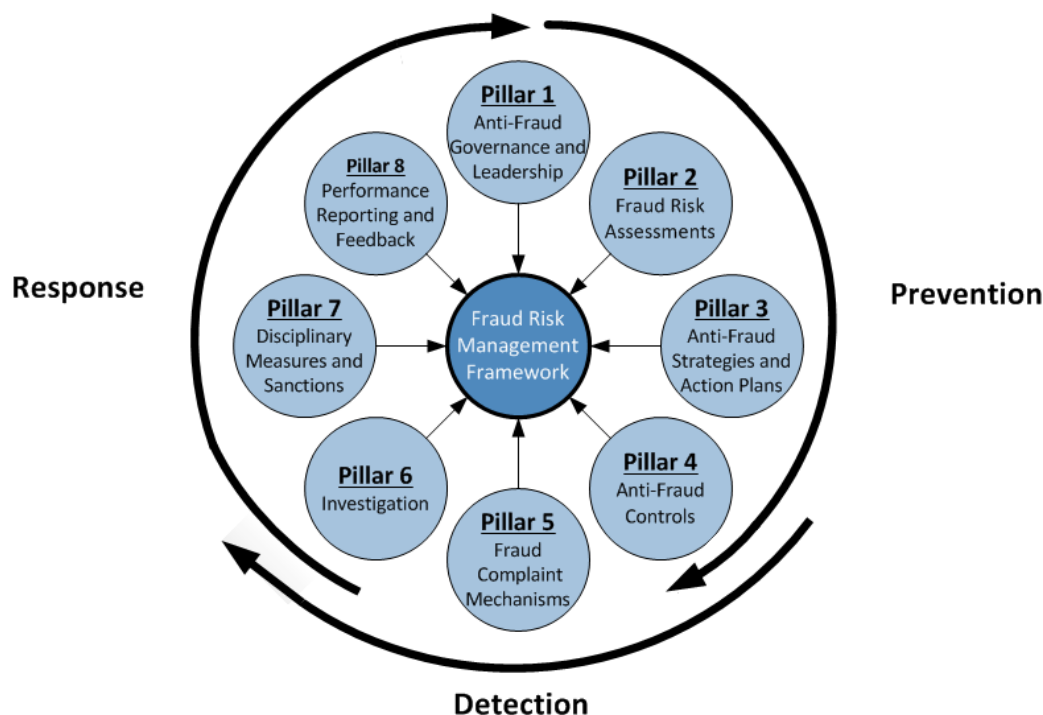 Pillar 1
Anti-Fraud
Governance and
Leadership
Pillar 2
Fraud Risk
Assessments
Pillar 3
Anti-Fraud
Strategies and
Action Plans
Pillar 4
Anti-Fraud
Controls
Pillar 5
Fraud
Complaint
Mechanisms
Pillar 6
Investigation
Pillar 7
Disciplinary
Measures and
Sanctions
Pillar 8
Performance
Reporting and
Feedback
Fraud Risk
Management
Framework
Response
Prevention
Detection